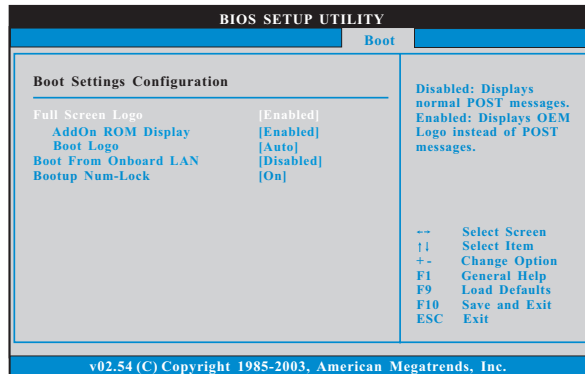 BIOS SETUP UTILITY
Boot
Boot Settings Configuration
Full Screen Logo [Enabled]
AddOn ROM Display [Enabled]
Boot Logo [Auto]
Boot From Onboard LAN [Disabled]
Bootup Num-Lock [On]
Disabled: Displays
normal POST messages.
Enabled: Displays OEM
Logo instead of POST
messages.
←→ Select Screen
↑↓ Select Item
+- Change Option
F1 General Help
F9 Load Defaults
F10 Save and Exit
ESC Exit
v02.54 (C) Copyright 1985-2003, American Megatrends, Inc.